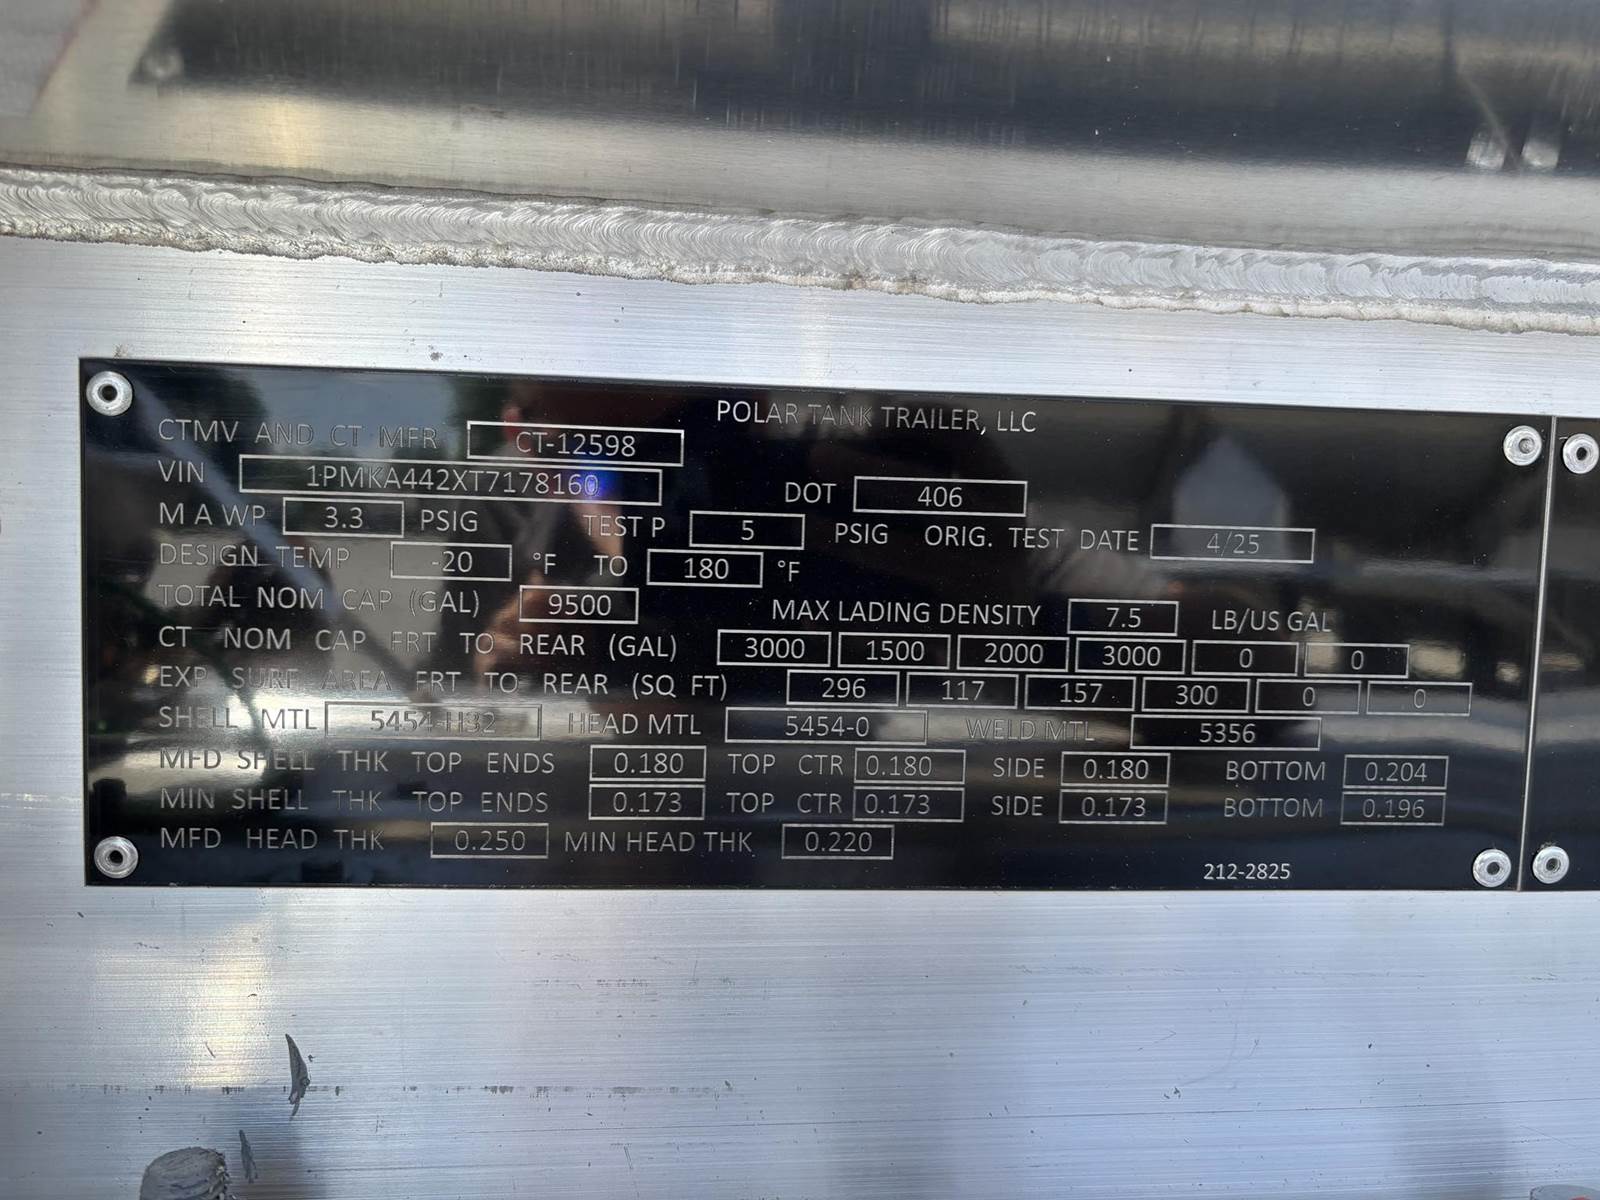 POLAR TANK TRAILER, LLC
CTMV AND CT MFR CT-12598
VIN 1PMKA442XT7178160 DOT 406
M A WP 3.3 PSIG TEST P 5 PSIG ORIG. TEST DATE 4/25
DESIGN TEMP -20 °F TO 180 °F
TOTAL NOM CAP (GAL) 9500 MAX LADING DENSITY 7.5 LB/US GAL
CT NOM CAP FRT TO REAR (GAL) 3000 1500 2000 3000 0 0
EXP SURF AREA FRT TO REAR (SQ FT) 296 117 157 300 0 0
SHELL MTL 5454-H32 HEAD MTL 5454-0 WELD MTL 5356
MFD SHELL THK TOP ENDS 0.180 TOP CTR 0.180 SIDE 0.180 BOTTOM 0.204
MIN SHELL THK TOP ENDS 0.173 TOP CTR 0.173 SIDE 0.173 BOTTOM 0.196
MFD HEAD THK 0.250 MIN HEAD THK 0.220
212-2825